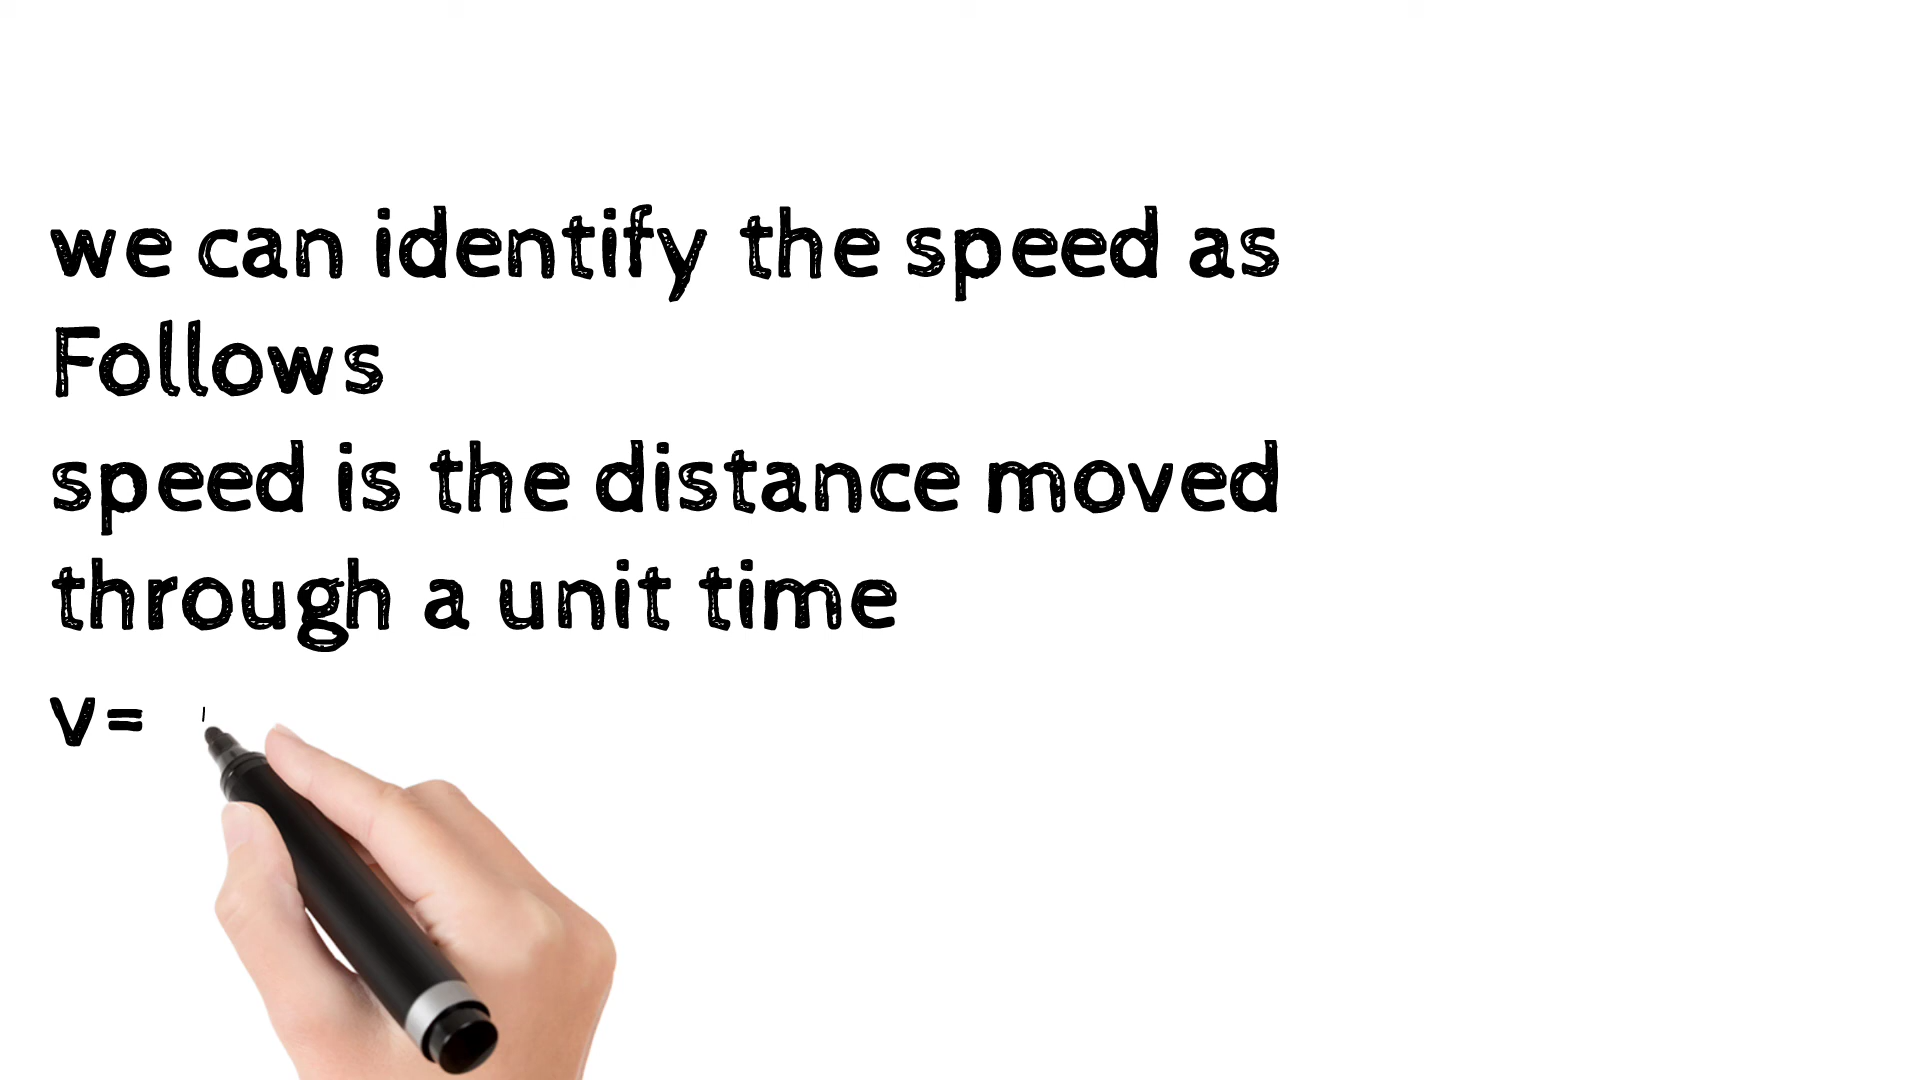 we can identify the speed as
Follows
speed is the distance moved
through a unit time
v=